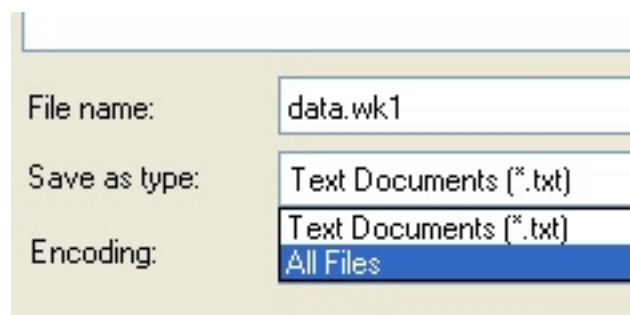 File name: data.wk1
Save as type: Text Documents (*.txt)
Text Documents (*.txt)
Encoding: All Files